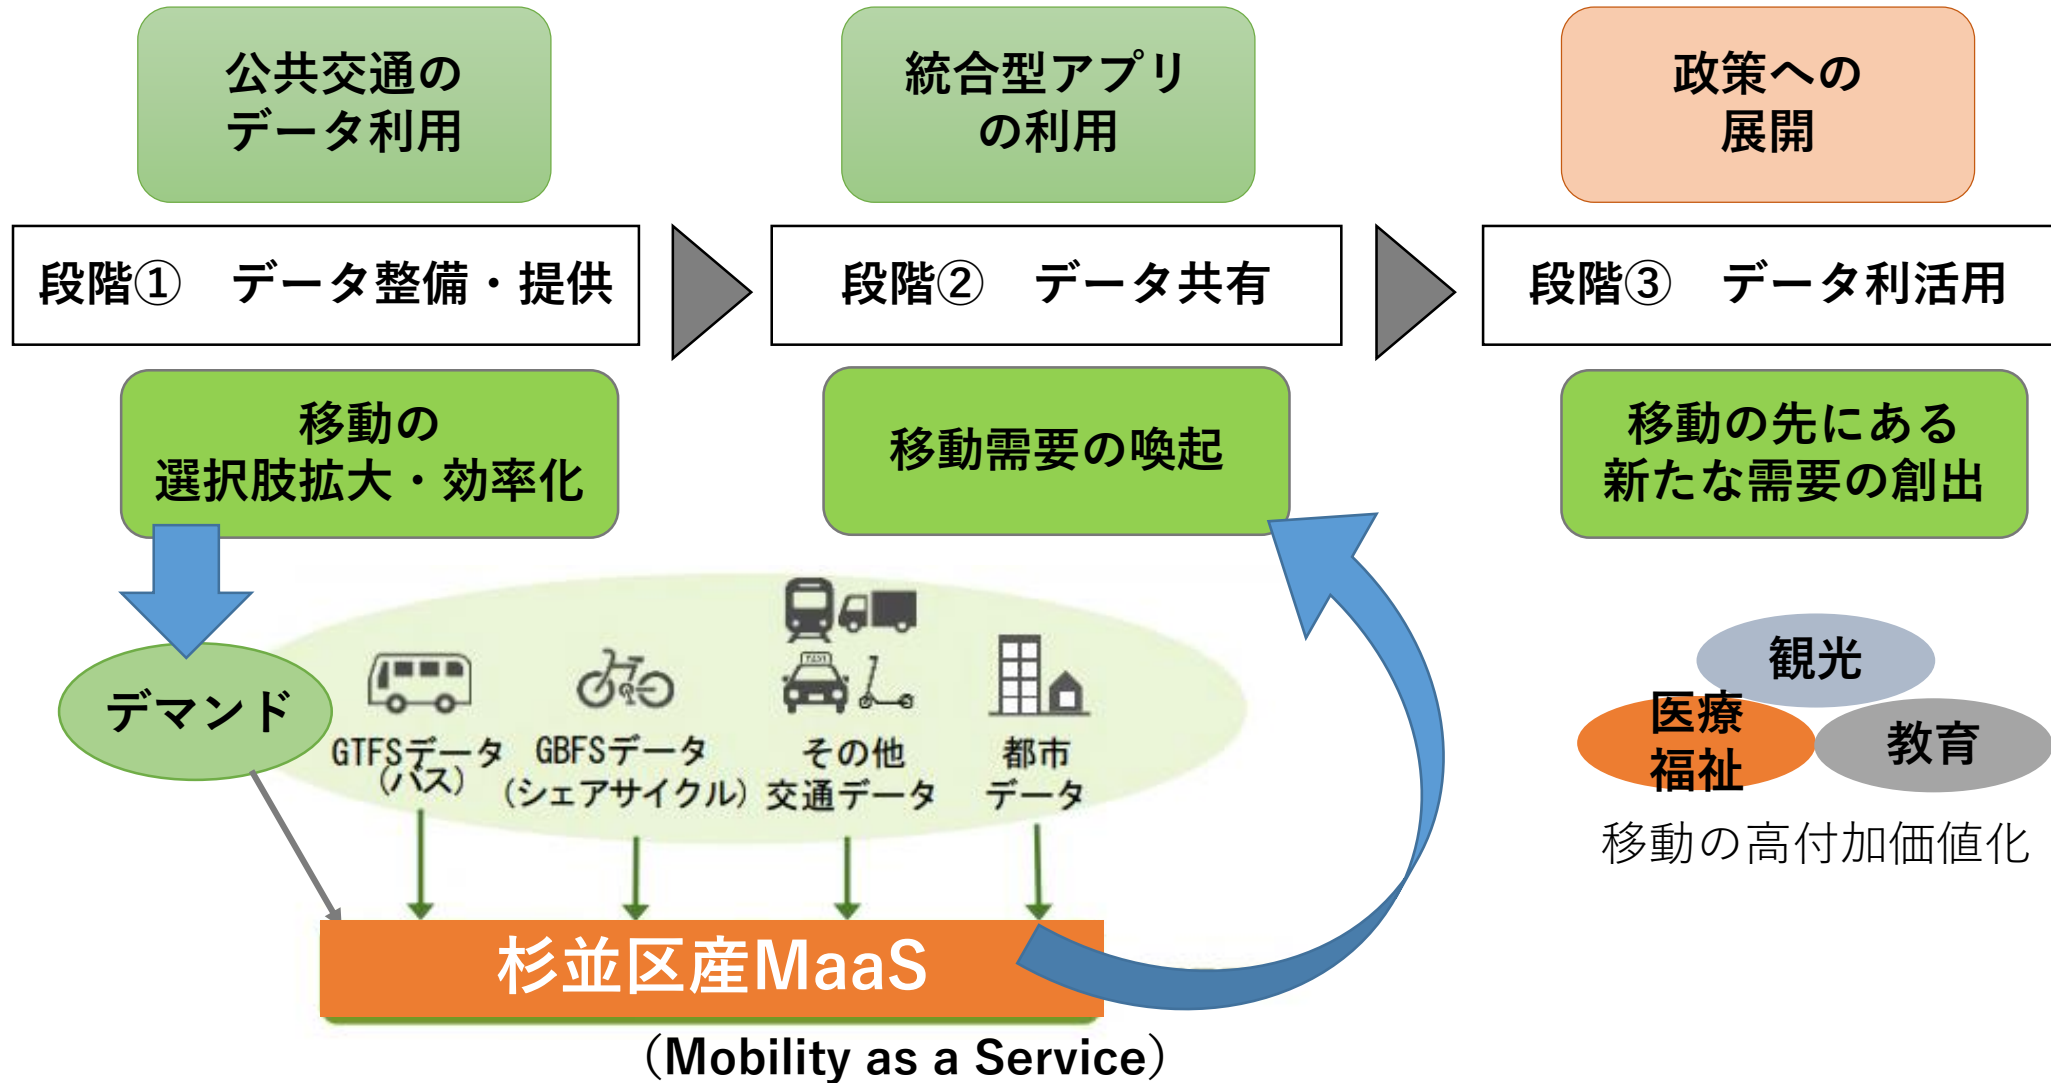 公共交通の
データ利用
統合型アプリ
の利用
政策への
展開
段階①　データ整備・提供
段階②　データ共有
段階③　データ利活用
移動の
選択肢拡大・効率化
移動需要の喚起
移動の先にある
新たな需要の創出
デマンド
GTFSデータ
(バス)
GBFSデータ
(シェアサイクル)
TAXI
その他
交通データ
都市
データ
観光
医療
福祉
教育
移動の高付加価値化
杉並区産MaaS
（Mobility as a Service）